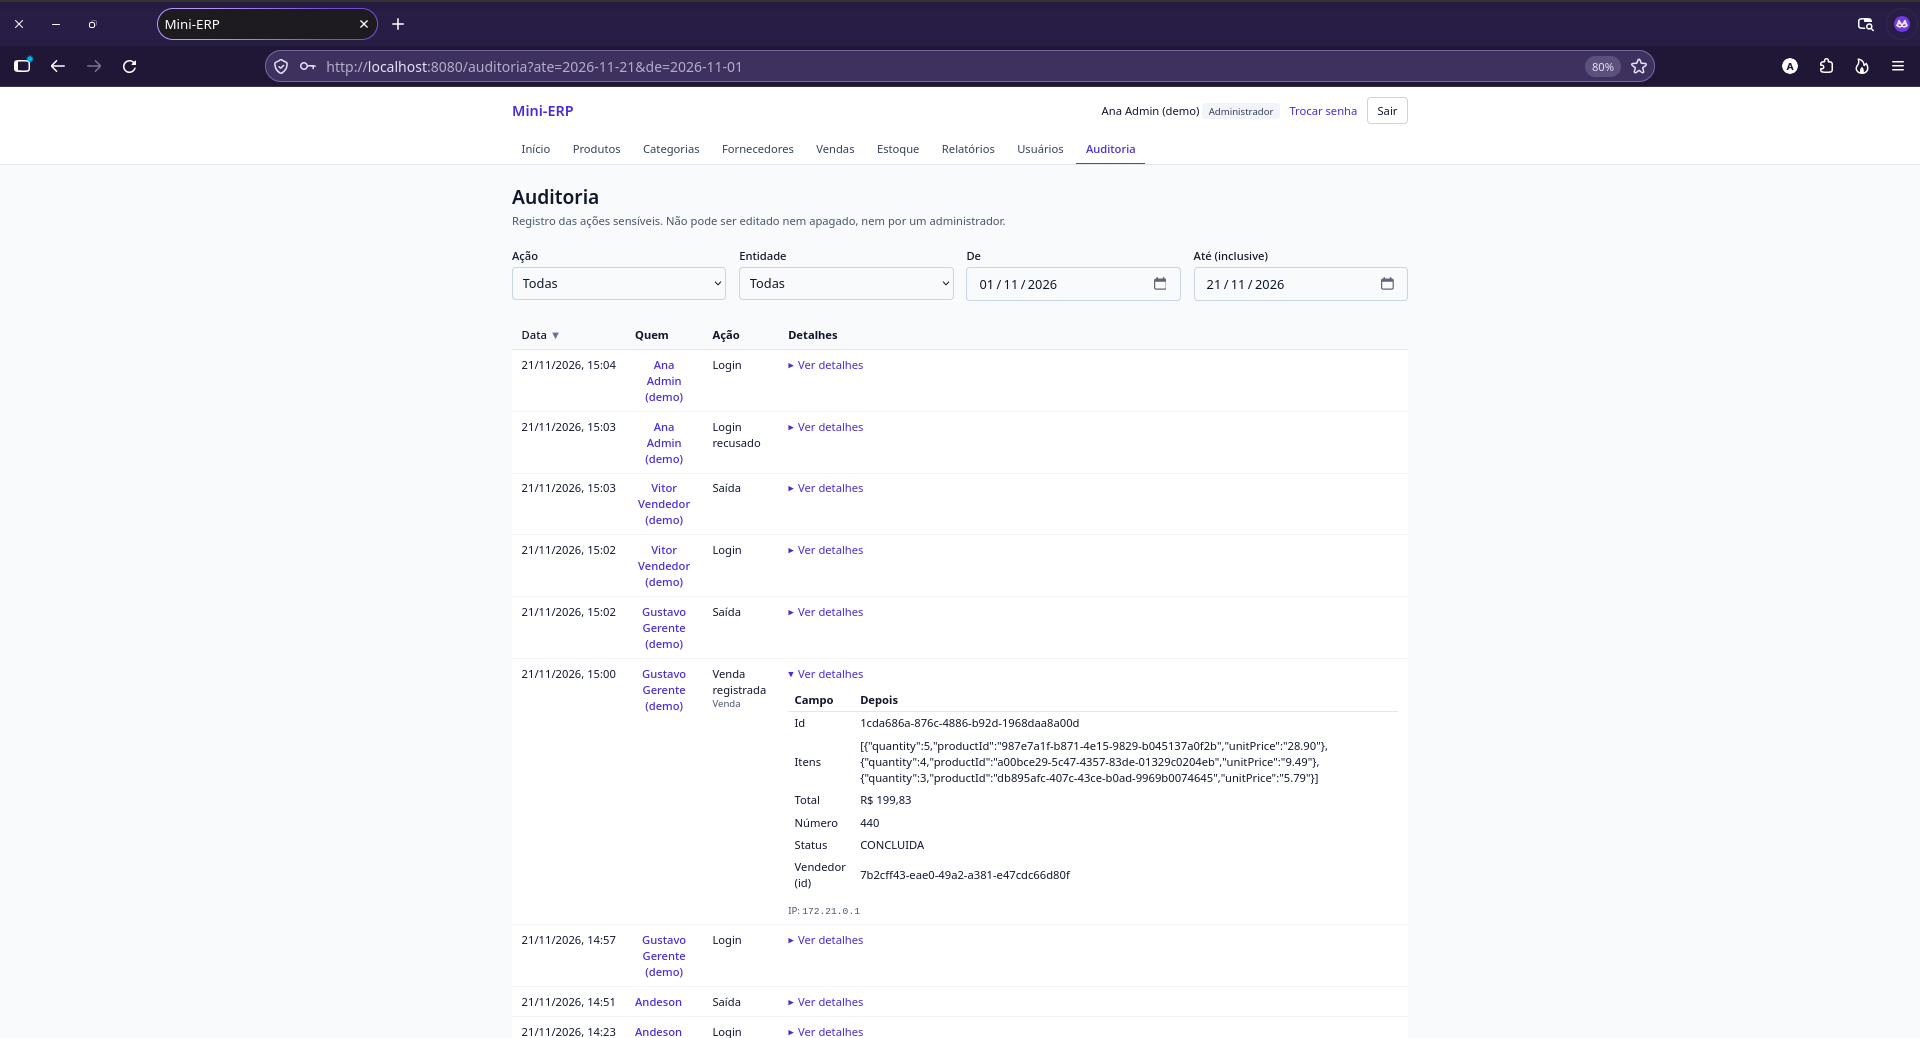 Mini-ERP
http://localhost:8080/auditoria?ate=2026-11-21&de=2026-11-01
80%
A
Mini-ERP
Ana Admin (demo) Administrador Trocar senha Sair
Início Produtos Categorias Fornecedores Vendas Estoque Relatórios Usuários Auditoria
Auditoria
Registro das ações sensíveis. Não pode ser editado nem apagado, nem por um administrador.
Ação Entidade De Até (inclusive)
Todas Todas 01/11/2026 21/11/2026
Data ▼ Quem Ação Detalhes
21/11/2026, 15:04 Ana Login ▸ Ver detalhes
Admin
(demo)
21/11/2026, 15:03 Ana Login ▸ Ver detalhes
Admin recusado
(demo)
21/11/2026, 15:03 Vitor Saída ▸ Ver detalhes
Vendedor
(demo)
21/11/2026, 15:02 Vitor Login ▸ Ver detalhes
Vendedor
(demo)
21/11/2026, 15:02 Gustavo Saída ▸ Ver detalhes
Gerente
(demo)
21/11/2026, 15:00 Gustavo Venda ▾ Ver detalhes
Gerente registrada
(demo) Venda
Campo Depois
Id 1cda686a-876c-4886-b92d-1968daa8a00d
Itens [{"quantity":5,"productId":"987e7a1f-b871-4e15-9829-b045137a0f2b","unitPrice":"28.90"},
{"quantity":4,"productId":"a00bce29-5c47-4357-83de-01329c0204eb","unitPrice":"9.49"},
{"quantity":3,"productId":"db895afc-407c-43ce-b0ad-9969b0074645","unitPrice":"5.79"}]
Total R$ 199,83
Número 440
Status CONCLUIDA
Vendedor (id) 7b2cff43-eae0-49a2-a381-e47cdc66d80f
IP: 172.21.0.1
21/11/2026, 14:57 Gustavo Login ▸ Ver detalhes
Gerente
(demo)
21/11/2026, 14:51 Andeson Saída ▸ Ver detalhes
21/11/2026, 14:23 Andeson Login ▸ Ver detalhes